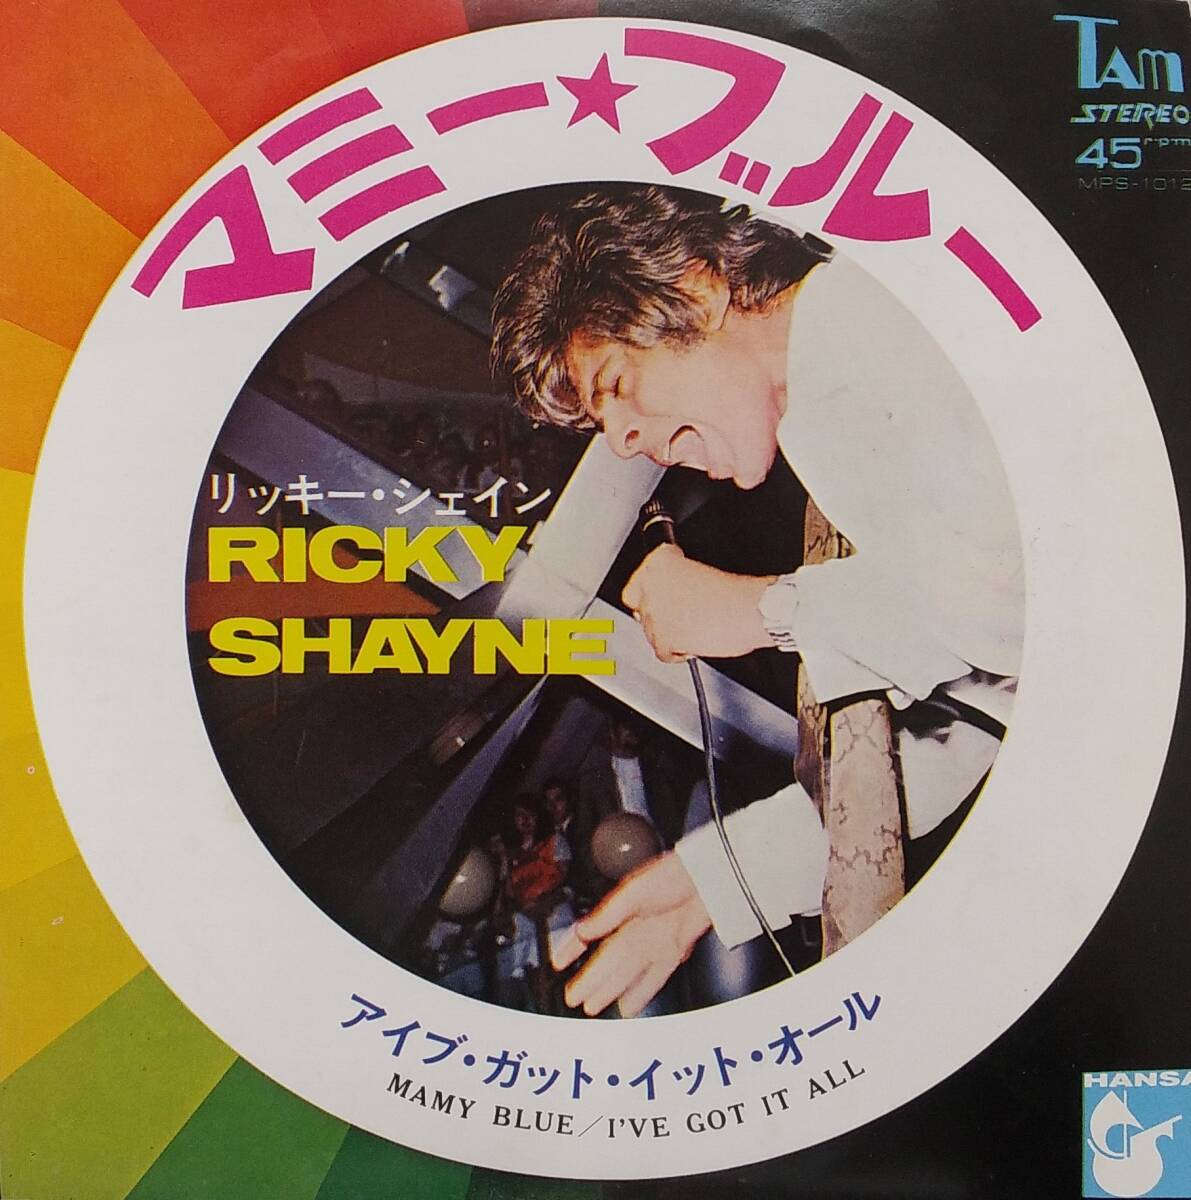 マミー★ブルー
TAM
STEREO
45 rpm
MPS-1012
リッキー・シェイン
RICKY
SHAYNE
アイブ・ガット・イット・オール
MAMY BLUE/I'VE GOT IT ALL
HANSA